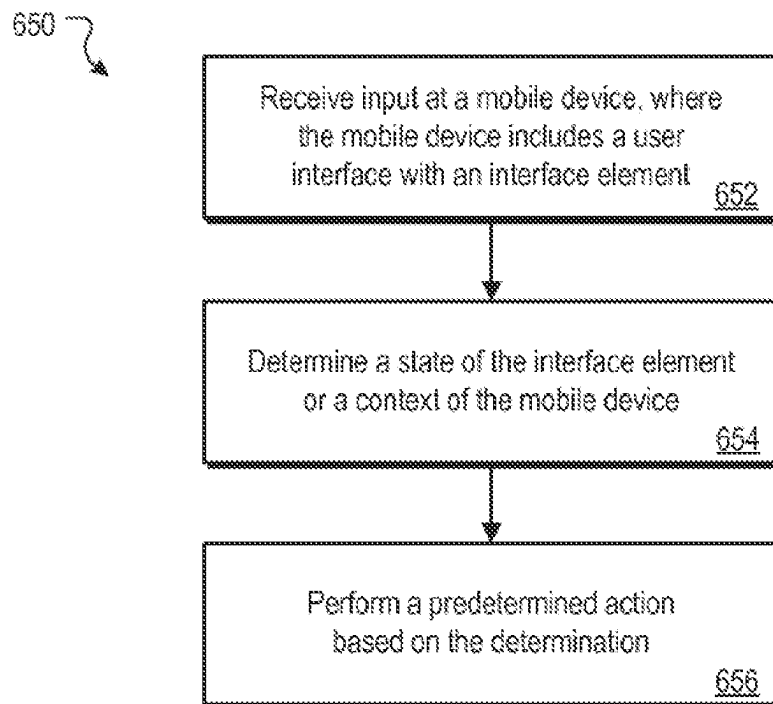 650
Receive input at a mobile device, where
the mobile device includes a user
interface with an interface element
652
Determine a state of the interface element
or a context of the mobile device
654
Perform a predetermined action
based on the determination
656